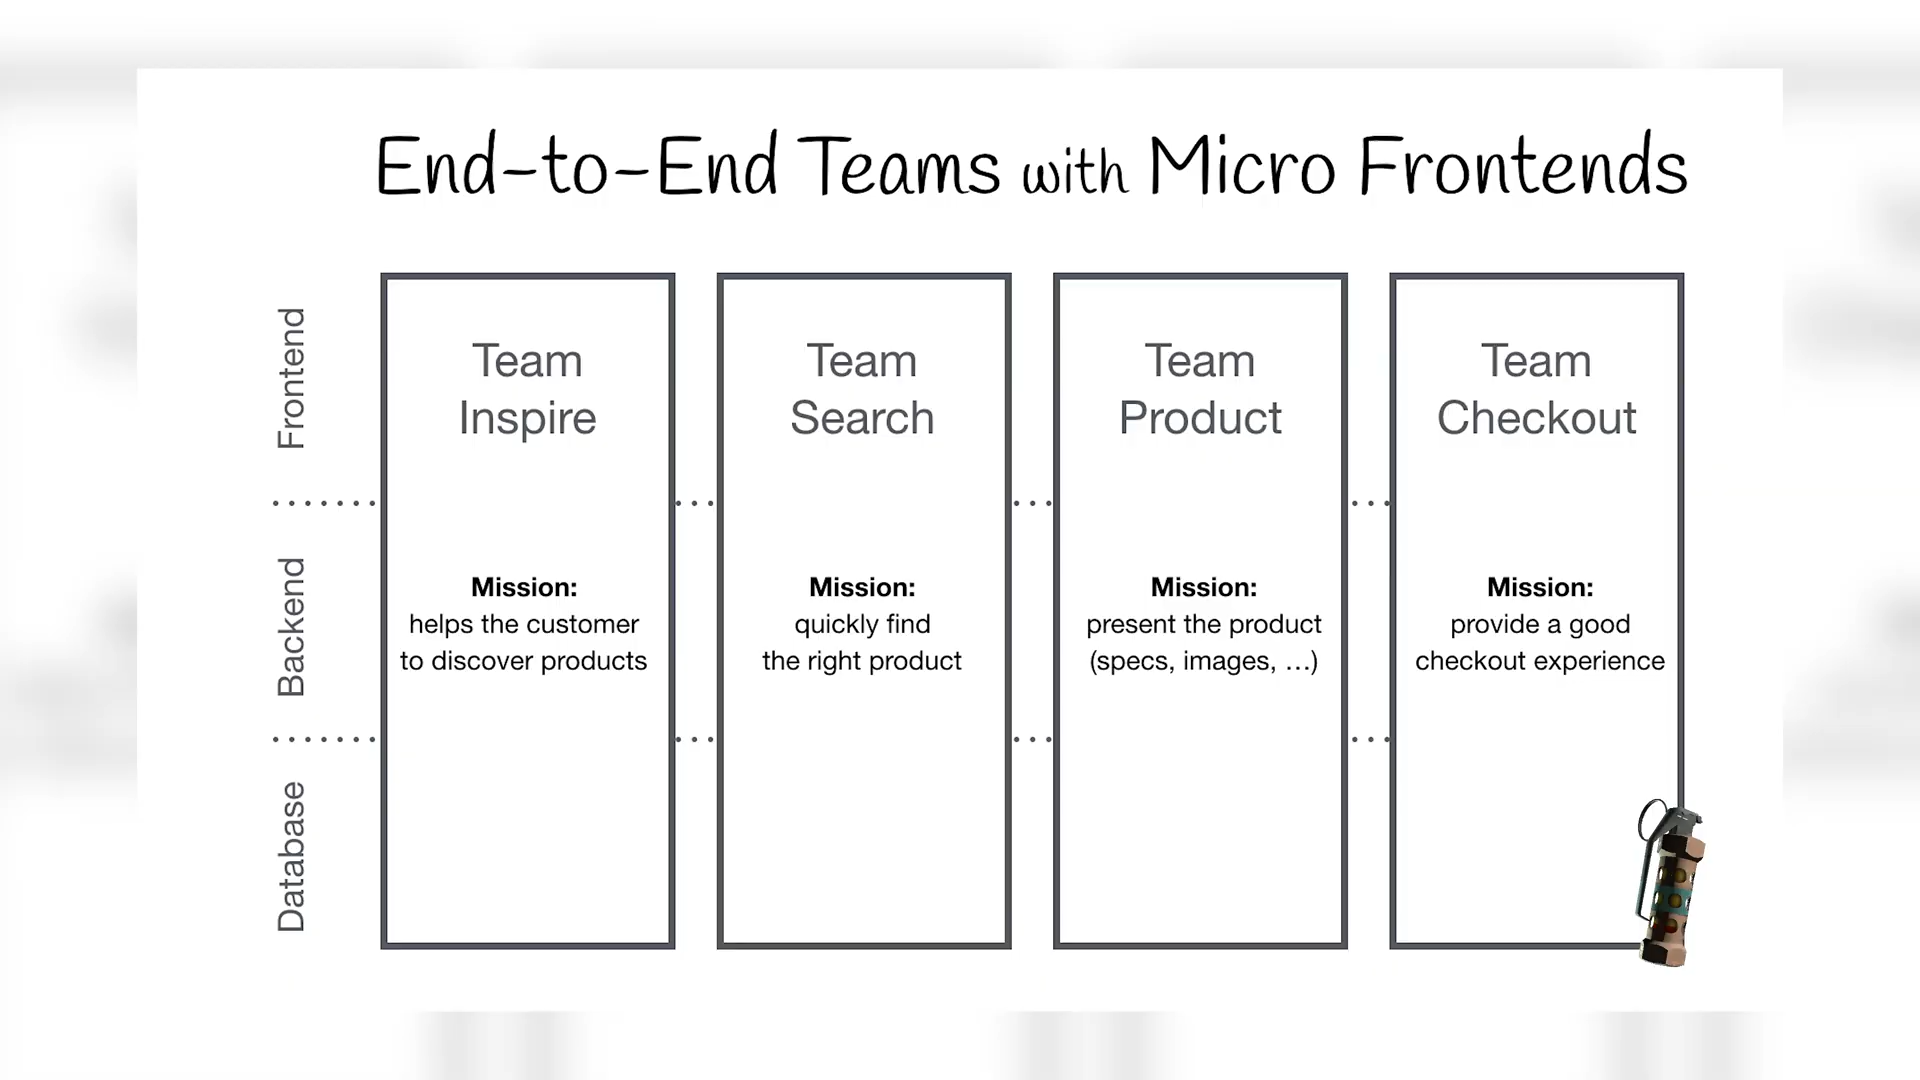 End-to-End Teams with Micro Frontends
Frontend
Team
Inspire
Team
Search
Team
Product
Team
Checkout
Backend
Mission:
helps the customer
to discover products
Mission:
quickly find
the right product
Mission:
present the product
(specs, images, …)
Mission:
provide a good
checkout experience
Database